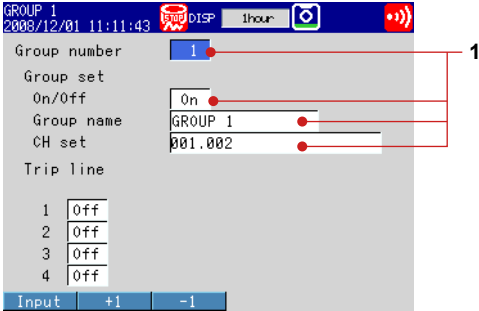 GROUP 1
2008/12/01 11:11:43 STOP DISP 1hour
Group number 1
1
Group set
On/Off On
Group name GROUP 1
CH set 001.002
Trip line
1 Off
2 Off
3 Off
4 Off
Input +1 -1